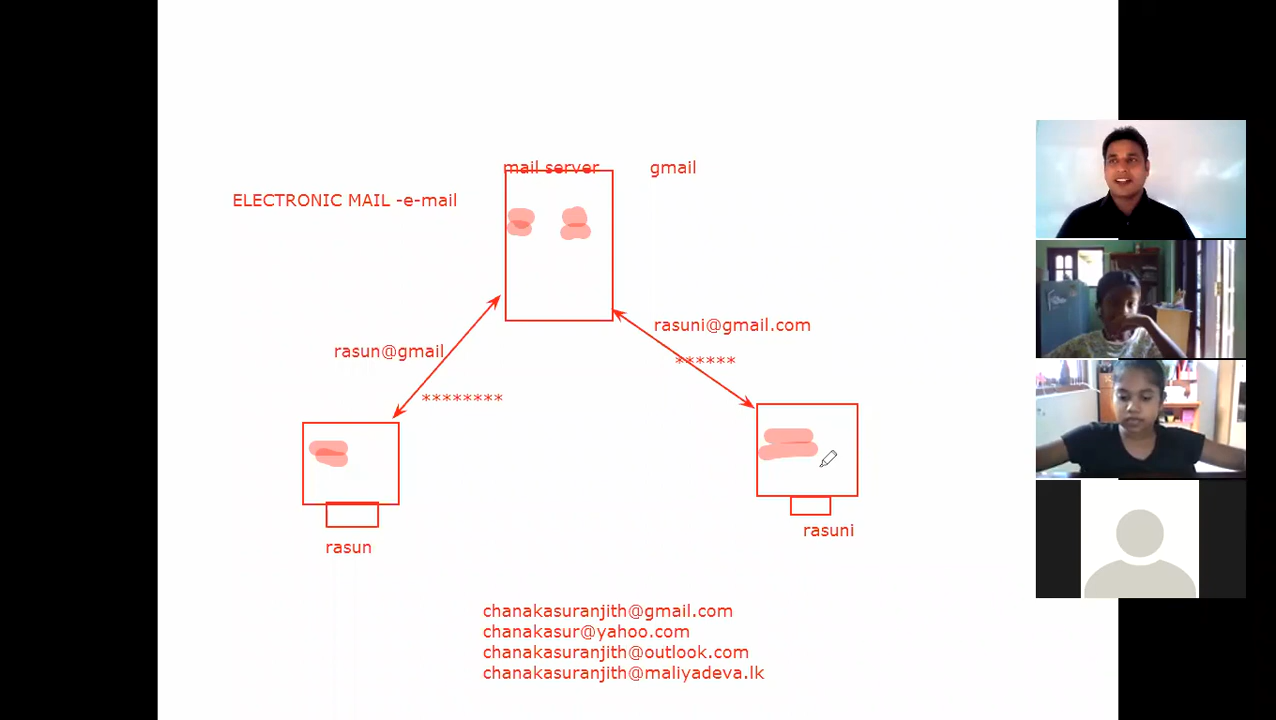 mail server gmail
ELECTRONIC MAIL -e-mail
rasuni@gmail.com
rasun@gmail
******
********
rasuni
rasun
chanakasuranjith@gmail.com
chanakasur@yahoo.com
chanakasuranjith@outlook.com
chanakasuranjith@maliyadeva.lk